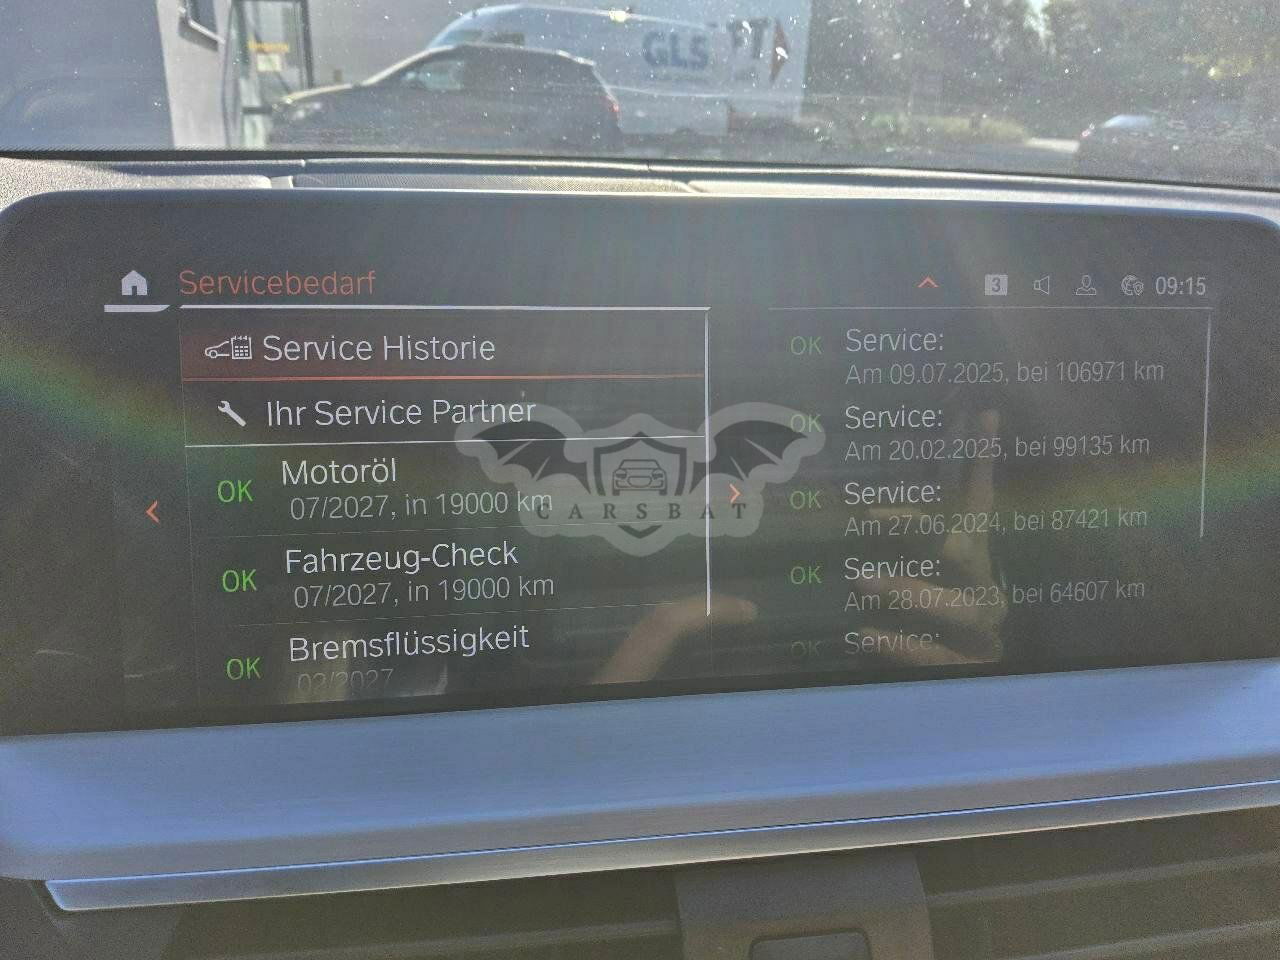 GLS
Servicebedarf
3
09:15
Service Historie
Ihr Service Partner
OK
Motoröl
07/2027, in 19000 km
OK
Fahrzeug-Check
07/2027, in 19000 km
OK
Bremsflüssigkeit
02/2027
OK
Service:
Am 09.07.2025, bei 106971 km
OK
Service:
Am 20.02.2025, bei 99135 km
OK
Service:
Am 27.06.2024, bei 87421 km
OK
Service:
Am 28.07.2023, bei 64607 km
OK
Service:
CARSBAT